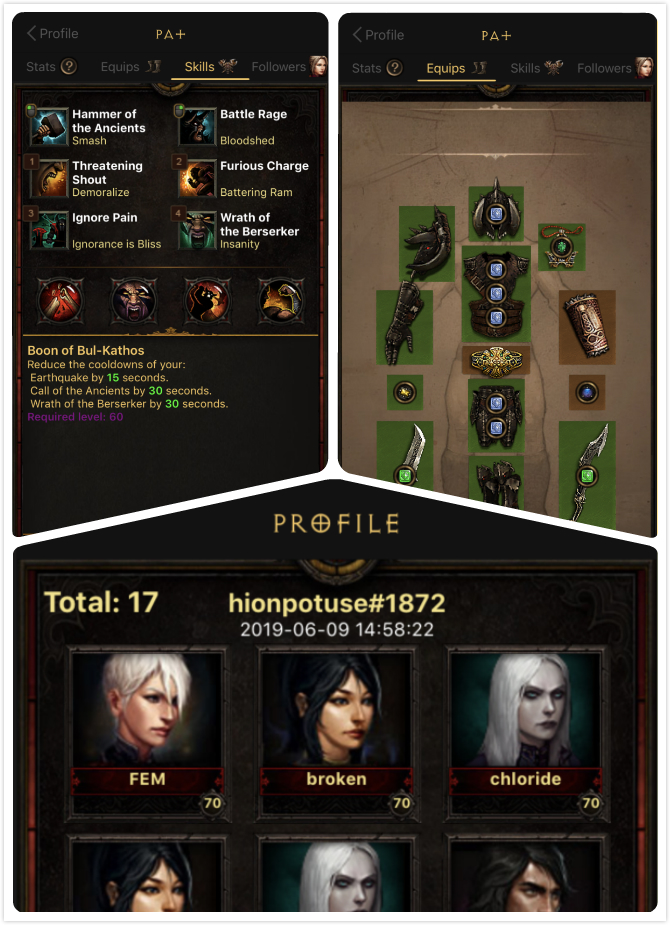 Profile
PA+
Stats
Equips
Skills
Followers
Hammer of
the Ancients
Smash
Battle Rage
Bloodshed
1
Threatening
Shout
Demoralize
2
Furious Charge
Battering Ram
3
Ignore Pain
Ignorance is Bliss
4
Wrath of
the Berserker
Insanity
Boon of Bul-Kathos
Reduce the cooldowns of your:
Earthquake by 15 seconds.
Call of the Ancients by 30 seconds.
Wrath of the Berserker by 30 seconds.
Required level: 60
Profile
PA+
Stats
Equips
Skills
Followers
PROFILE
Total: 17
hionpotuse#1872
2019-06-09 14:58:22
FEM
70
broken
70
chloride
70